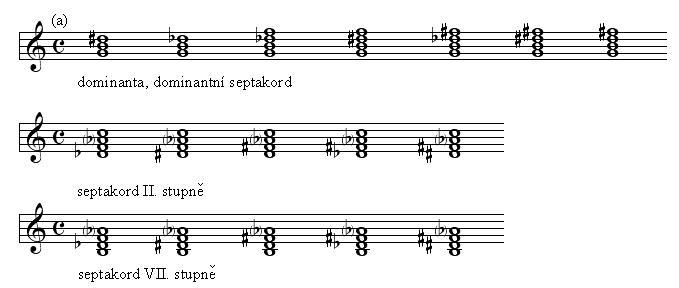 (a)
dominanta, dominantní septakord
septakord II. stupně
septakord VII. stupně